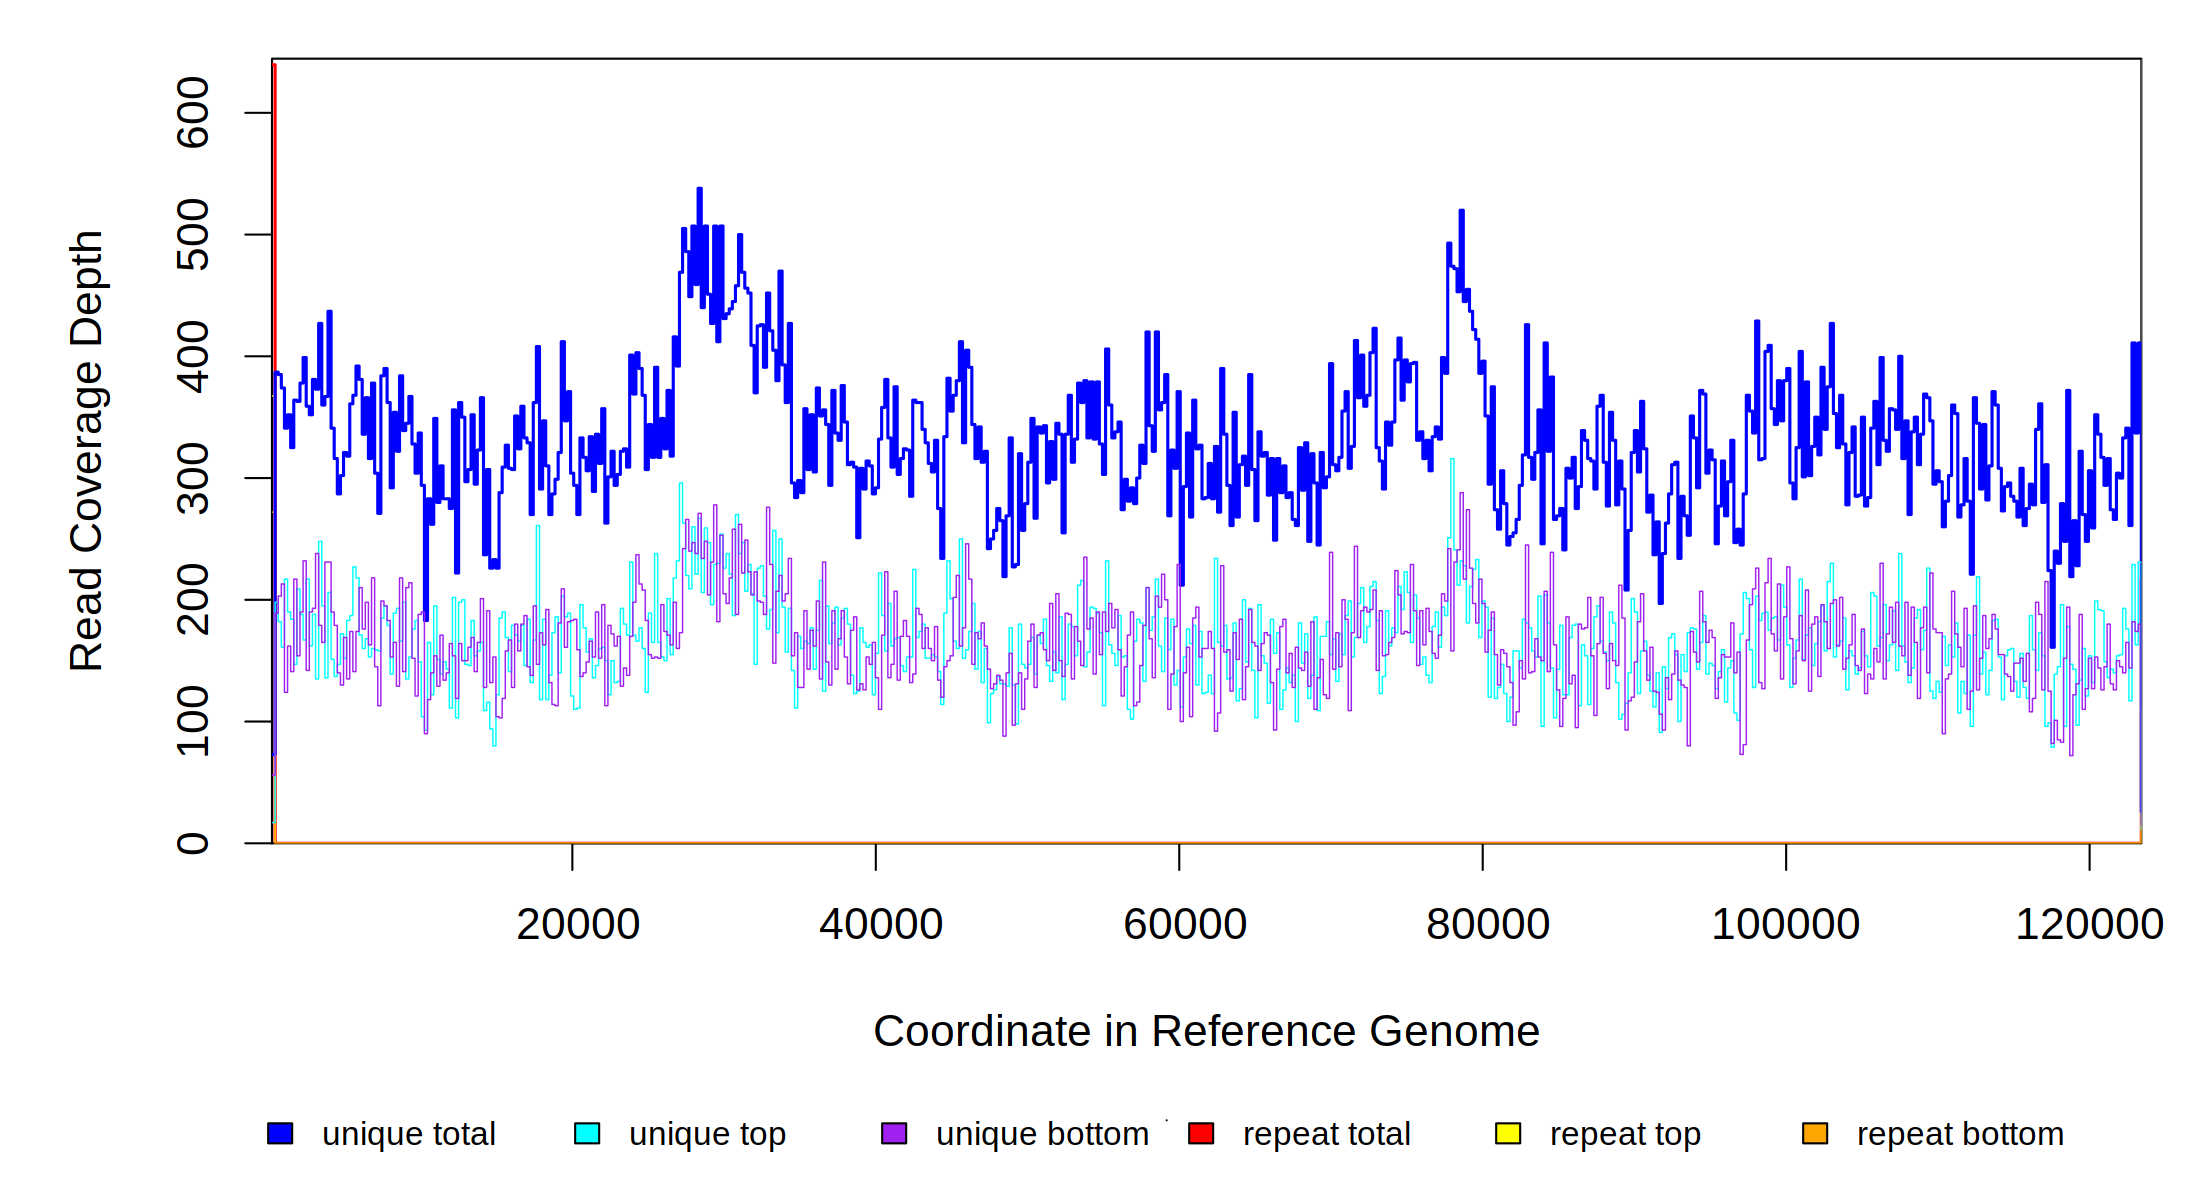 600
500
400
300
200
100
0
Read Coverage Depth
20000 40000 60000 80000 100000 120000
Coordinate in Reference Genome
unique total unique top unique bottom repeat total repeat top repeat bottom